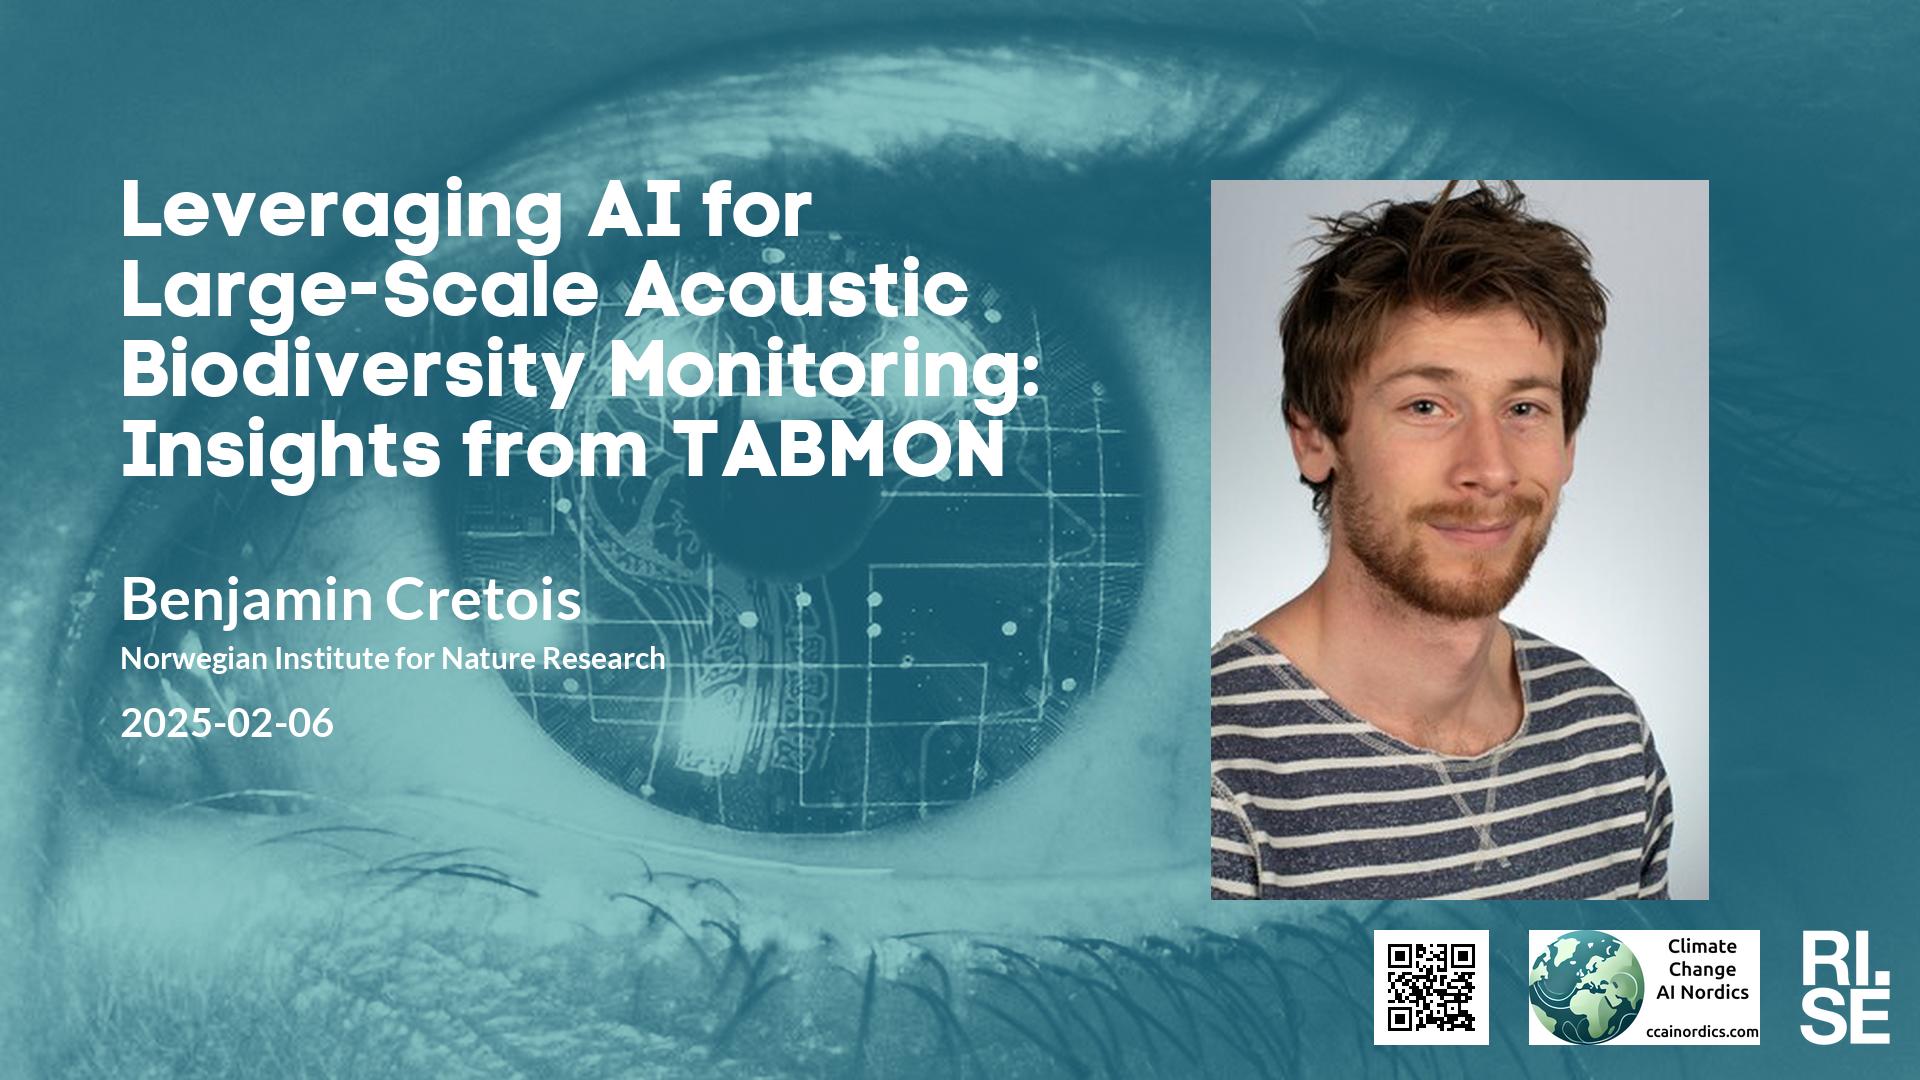 Leveraging AI for
Large-Scale Acoustic
Biodiversity Monitoring:
Insights from TABMON
Benjamin Cretois
Norwegian Institute for Nature Research
2025-02-06
Climate
Change
AI Nordics
ccainordics.com
RI.
SE